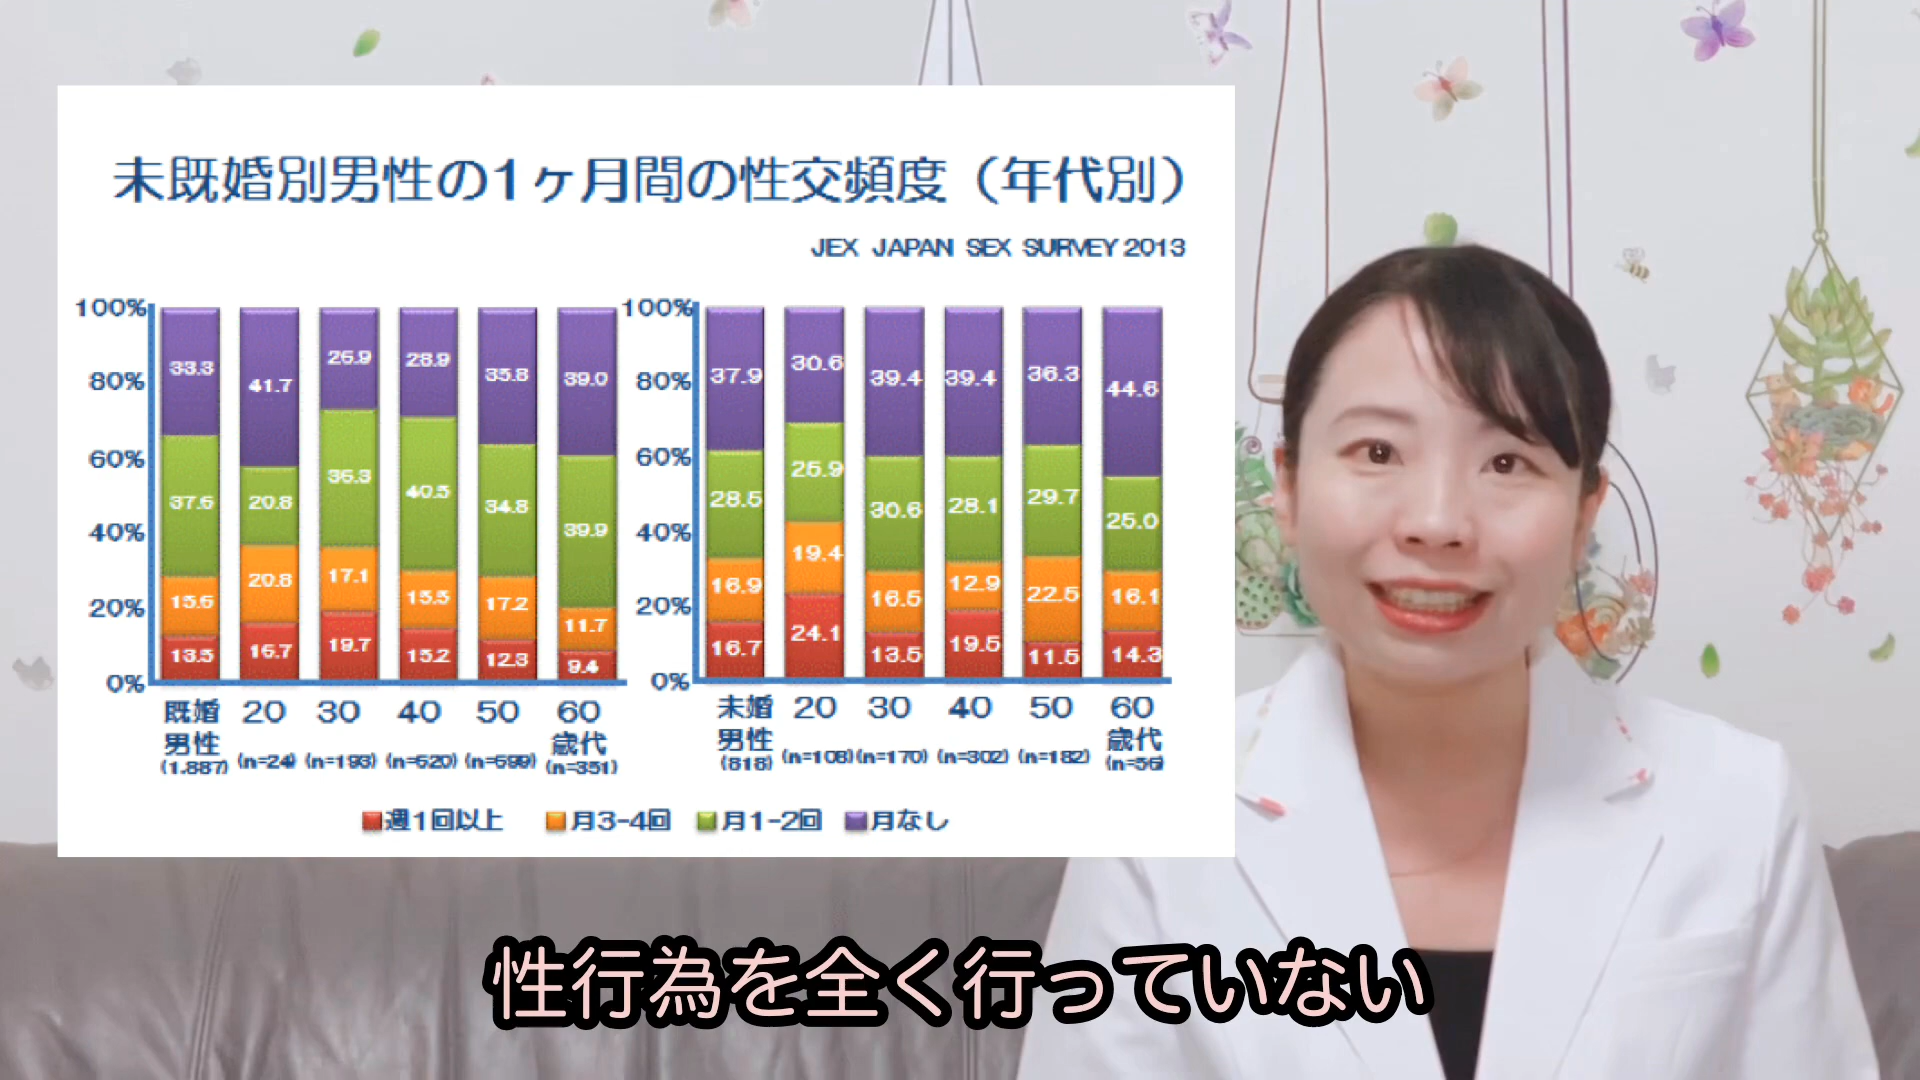 未既婚別男性の1ヶ月間の性交頻度（年代別）
JEX JAPAN SEX SURVEY 2013
100%
80%
60%
40%
20%
0%
33.3 41.7 26.9 28.9 35.8 39.0
37.6 20.8 36.3 40.5 34.8 39.9
15.6 20.8 17.1 15.5 17.2 11.7
13.5 16.7 19.7 15.2 12.3 9.4
既婚男性 20 30 40 50 60歳代
(1,887) (n=24) (n=193) (n=520) (n=699) (n=351)
100%
80%
60%
40%
20%
0%
37.9 30.6 39.4 39.4 36.3 44.6
28.5 25.9 30.6 28.1 29.7 25.0
16.9 19.4 16.5 12.9 22.5 16.1
16.7 24.1 13.5 19.5 11.5 14.3
未婚男性 20 30 40 50 60歳代
(818) (n=108) (n=170) (n=302) (n=182) (n=56)
週1回以上 月3-4回 月1-2回 月なし
性行為を全く行っていない